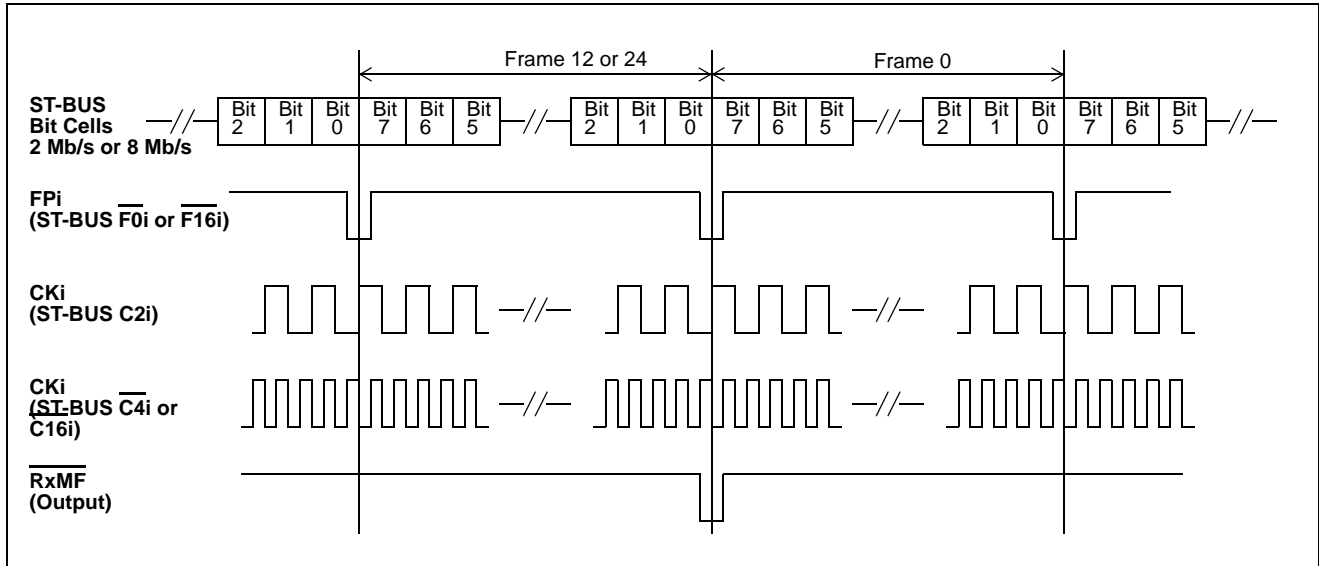 Frame 12 or 24
Frame 0
ST-BUS
Bit Cells
2 Mb/s or 8 Mb/s
Bit 2 Bit 1 Bit 0 Bit 7 Bit 6 Bit 5 Bit 2 Bit 1 Bit 0 Bit 7 Bit 6 Bit 5 Bit 2 Bit 1 Bit 0 Bit 7 Bit 6 Bit 5
FPi
(ST-BUS F0i or F16i)
CKi
(ST-BUS C2i)
CKi
(ST-BUS C4i or
C16i)
RxMF
(Output)